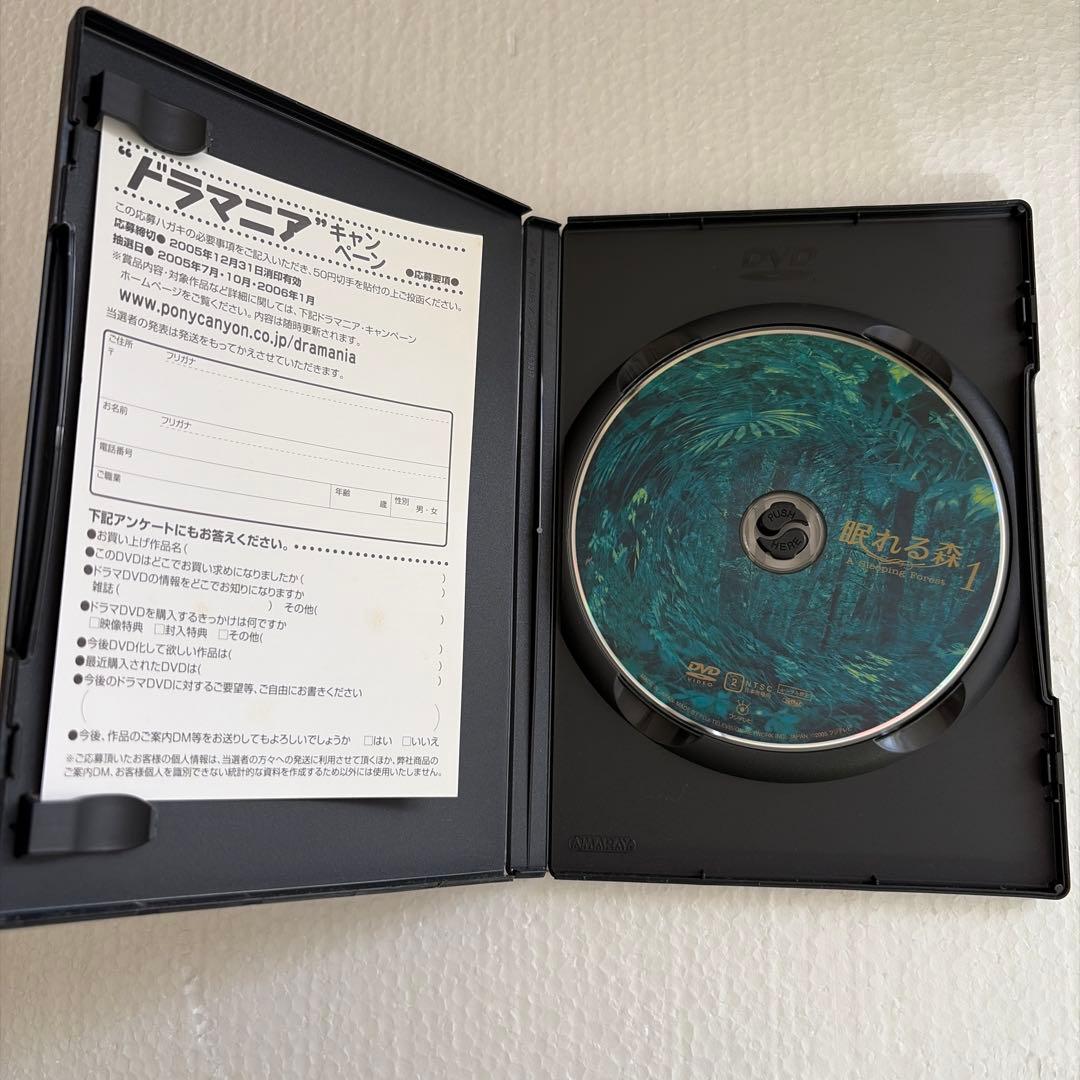 “ドラマニア”キャンペーン
●応募要項●
この応募ハガキの必要事項をご記入いただき、50円切手を貼付の上ご投函ください。
応募締切● 2005年12月31日消印有効
抽選日● 2005年7月・10月・2006年1月
※賞品内容・対象作品など詳細に関しては、下記ドラマニア・キャンペーン
ホームページをご覧ください。内容は随時更新されます。
www.ponycanyon.co.jp/dramania
当選者の発表は発送をもってかえさせていただきます。
ご住所 フリガナ
〒
お名前 フリガナ
電話番号
ご職業 年齢 歳 性別 男・女
下記アンケートにもお答えください。
●お買い上げ作品名( )
●このDVDはどこでお買い求めになりましたか( )
●ドラマDVDの情報をどこでお知りになりますか
雑誌( ) その他( )
●ドラマDVDを購入するきっかけは何ですか
□映像特典 □封入特典 □その他( )
●今後DVD化して欲しい作品は( )
●最近購入されたDVDは( )
●今後のドラマDVDに対するご要望等、ご自由にお書きください
( )
●今後、作品のご案内DM等をお送りしてもよろしいでしょうか □はい □いいえ
※ご応募頂いたお客様の個人情報は、当選者の方々への発送に利用させて頂くほか、弊社商品の
ご案内DM、お客様個人を識別できない統計的な資料を作成するため以外には使用いたしません。
DVD
PUSH
HERE
眠れる森 1
A Sleeping Forest
DVD
VIDEO
2
NTSC
日本市場向
レンタル禁止
フジテレビ
AMARAY